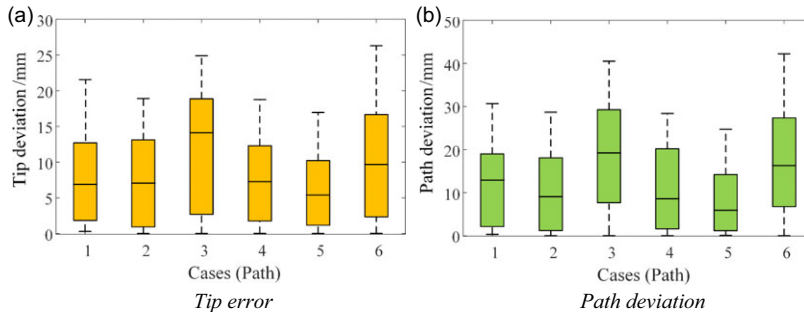 (a)
30
25
20
15
10
5
0
Tip deviation /mm
1 2 3 4 5 6
Cases (Path)
Tip error
(b)
50
40
30
20
10
0
Path deviation/mm
1 2 3 4 5 6
Cases (Path)
Path deviation